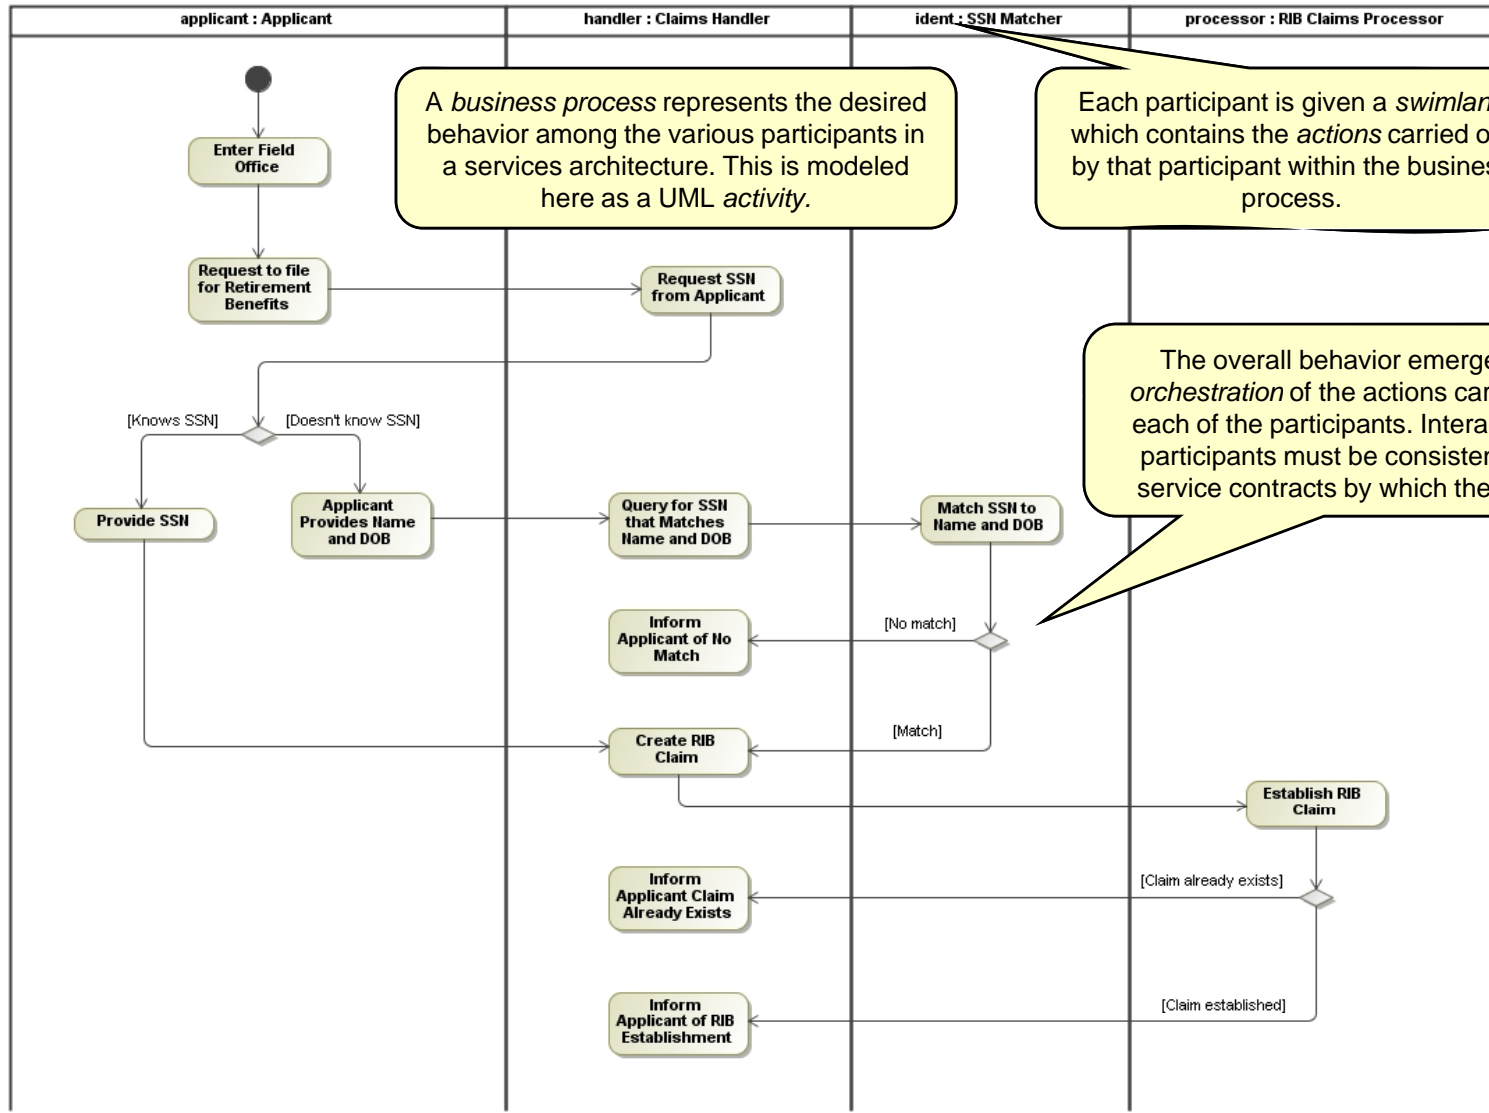 applicant : Applicant
handler : Claims Handler
ident : SSN Matcher
processor : RIB Claims Processor
A business process represents the desired
behavior among the various participants in
a services architecture. This is modeled
here as a UML activity.
Each participant is given a swimlan
which contains the actions carried o
by that participant within the busines
process.
Enter Field
Office
Request to file
for Retirement
Benefits
Request SSN
from Applicant
The overall behavior emerge
orchestration of the actions car
each of the participants. Intera
participants must be consister
service contracts by which the
[Knows SSN]
[Doesn't know SSN]
Provide SSN
Applicant
Provides Name
and DOB
Query for SSN
that Matches
Name and DOB
Match SSN to
Name and DOB
Inform
Applicant of No
Match
[No match]
[Match]
Create RIB
Claim
Establish RIB
Claim
Inform
Applicant Claim
Already Exists
[Claim already exists]
Inform
Applicant of RIB
Establishment
[Claim established]